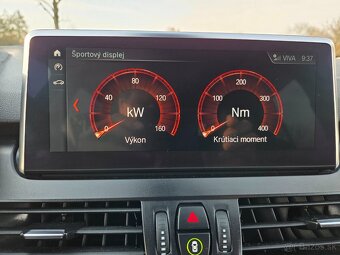 Športový displej
VIVA 9:37
80
40 120
kW
0 160
Výkon
200
100 300
Nm
0 400
Krútiaci moment